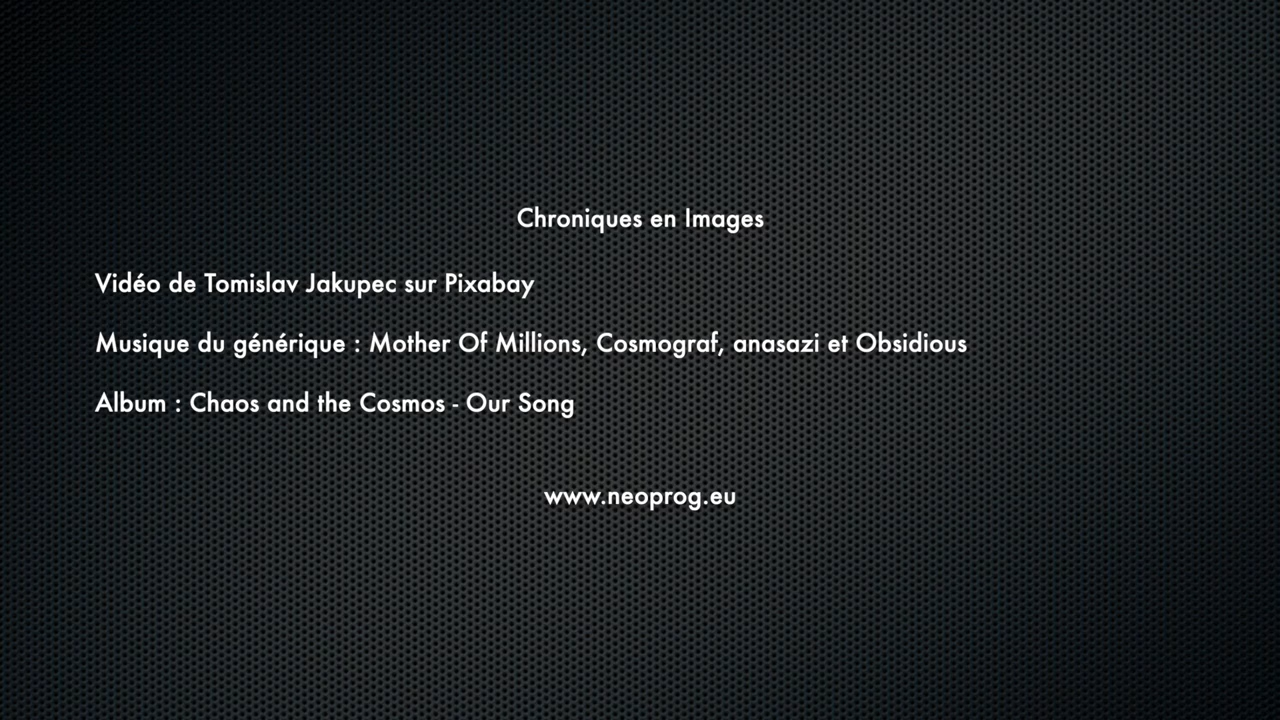 Chroniques en Images
Vidéo de Tomislav Jakupec sur Pixabay
Musique du générique : Mother Of Millions, Cosmograf, anasazi et Obsidious
Album : Chaos and the Cosmos - Our Song
www.neoprog.eu